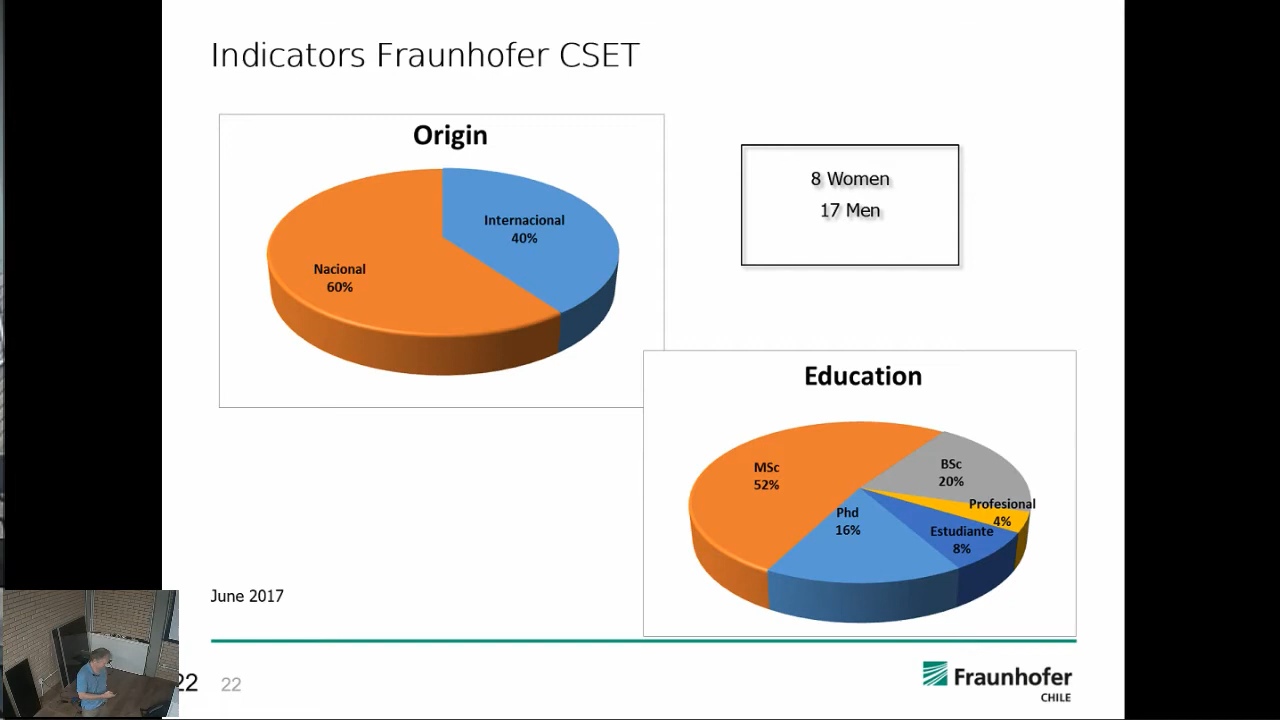 Indicators Fraunhofer CSET
Origin
Internacional
40%
Nacional
60%
8 Women
17 Men
Education
MSc
52%
BSc
20%
Profesional
4%
Phd
16%
Estudiante
8%
June 2017
22 22
Fraunhofer
CHILE